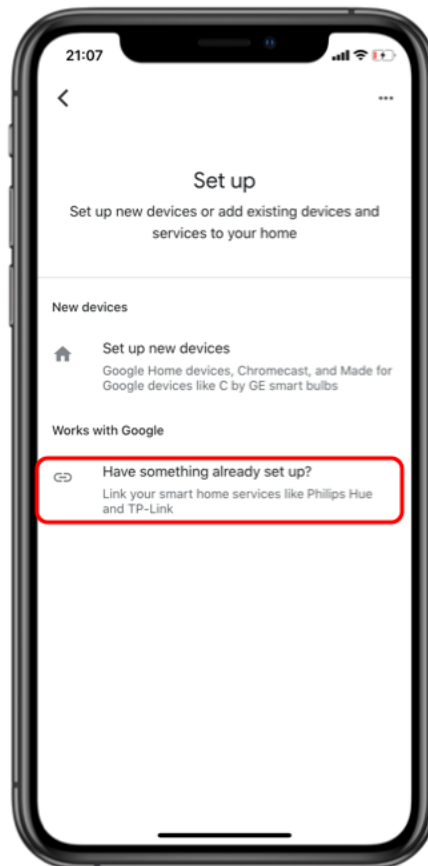 21:07
Set up
Set up new devices or add existing devices and
services to your home
New devices
Set up new devices
Google Home devices, Chromecast, and Made for
Google devices like C by GE smart bulbs
Works with Google
Have something already set up?
Link your smart home services like Philips Hue
and TP-Link